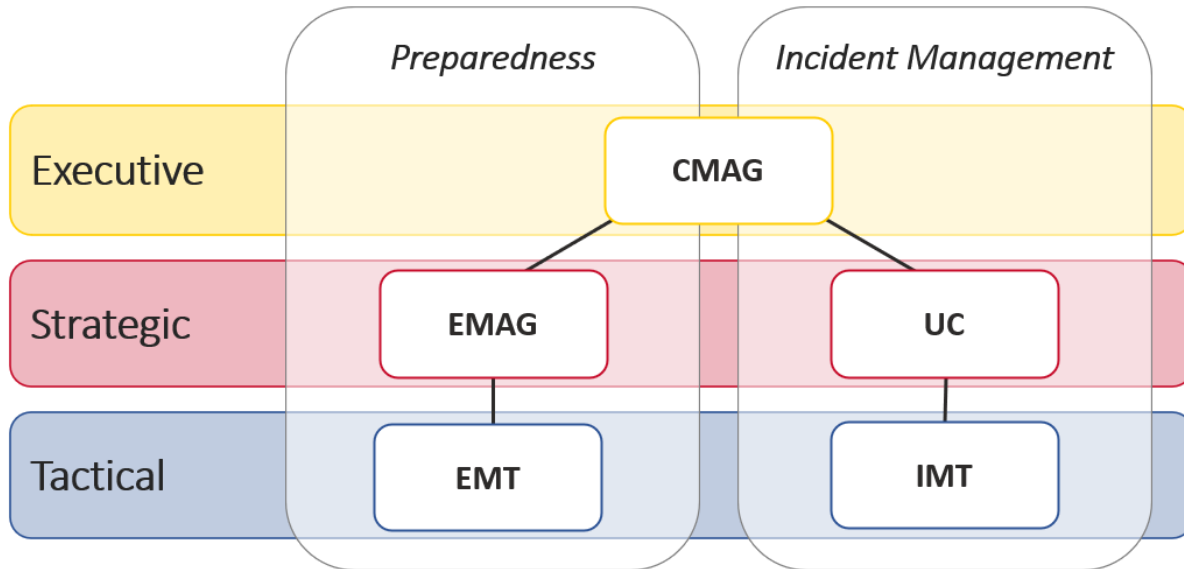 Preparedness
Incident Management
Executive
CMAG
Strategic
EMAG
UC
Tactical
EMT
IMT